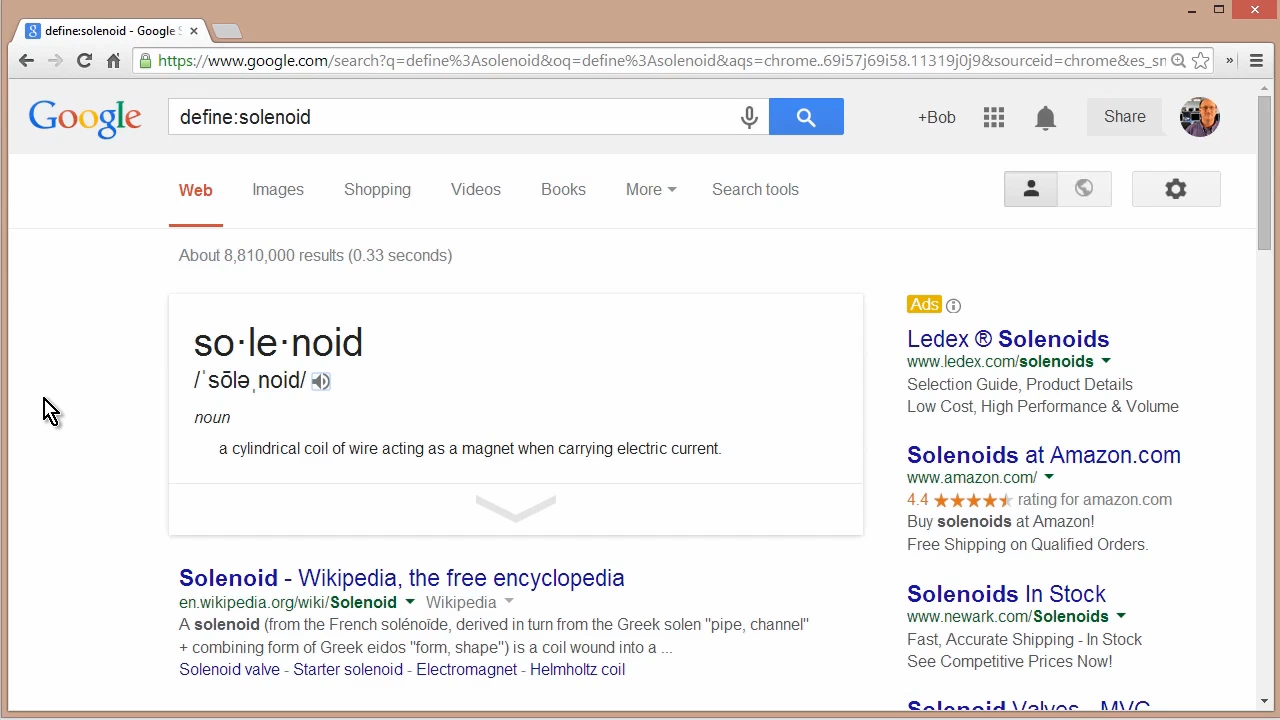 define:solenoid - Google S
https://www.google.com/search?q=define%3Asolenoid&oq=define%3Asolenoid&aqs=chrome..69i57j69i58.11319j0j9&sourceid=chrome&es_sm
»
Google
define:solenoid
+Bob
Share
Web
Images
Shopping
Videos
Books
More
Search tools
About 8,810,000 results (0.33 seconds)
so·le·noid
/ˈsōləˌnoid/
noun
a cylindrical coil of wire acting as a magnet when carrying electric current.
Solenoid - Wikipedia, the free encyclopedia
en.wikipedia.org/wiki/Solenoid Wikipedia
A solenoid (from the French solénoïde, derived in turn from the Greek solen "pipe, channel"
+ combining form of Greek eidos "form, shape") is a coil wound into a ...
Solenoid valve - Starter solenoid - Electromagnet - Helmholtz coil
Ads
Ledex ® Solenoids
www.ledex.com/solenoids
Selection Guide, Product Details
Low Cost, High Performance & Volume
Solenoids at Amazon.com
www.amazon.com/
4.4 rating for amazon.com
Buy solenoids at Amazon!
Free Shipping on Qualified Orders.
Solenoids In Stock
www.newark.com/Solenoids
Fast, Accurate Shipping - In Stock
See Competitive Prices Now!
Solenoid Valves - MVC